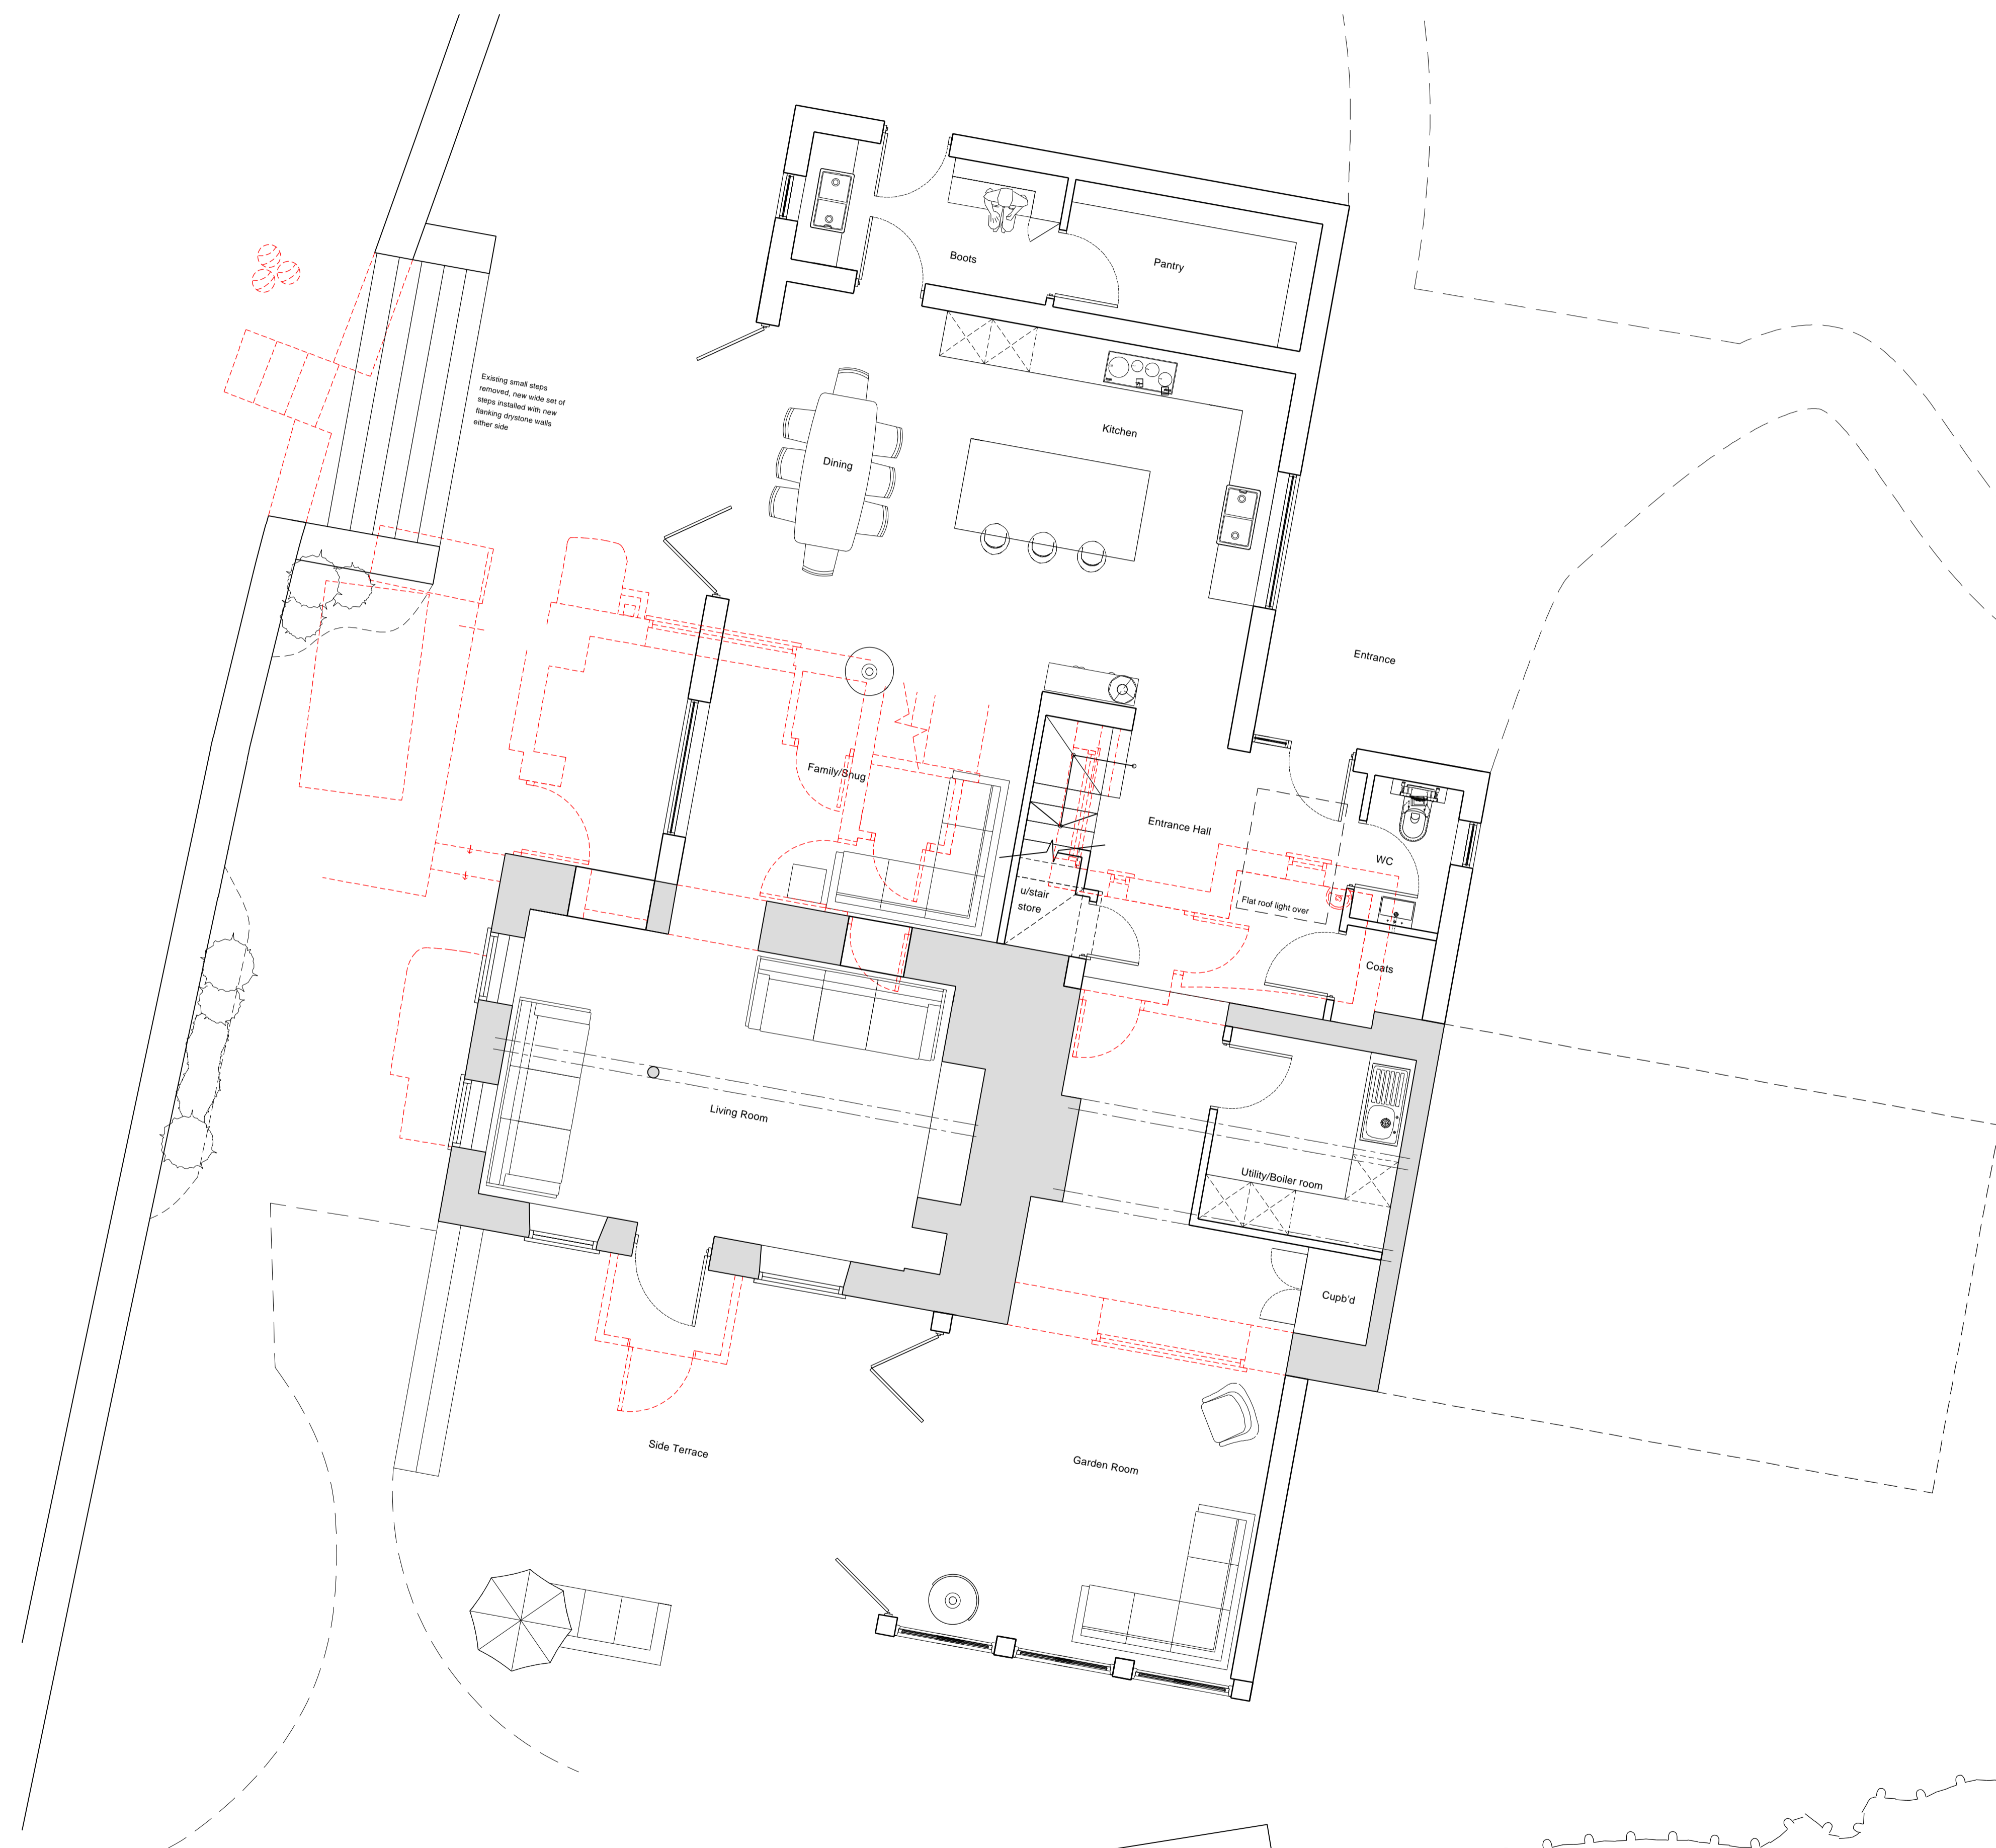 Boots
Pantry
Existing small steps
removed, new wide set of
steps installed with new
flanking drystone walls
either side
Kitchen
Dining
Entrance
Family/Snug
Entrance Hall
WC
u/stair
store
Flat roof light over
Coats
Living Room
Utility/Boiler room
Cupb'd
Side Terrace
Garden Room